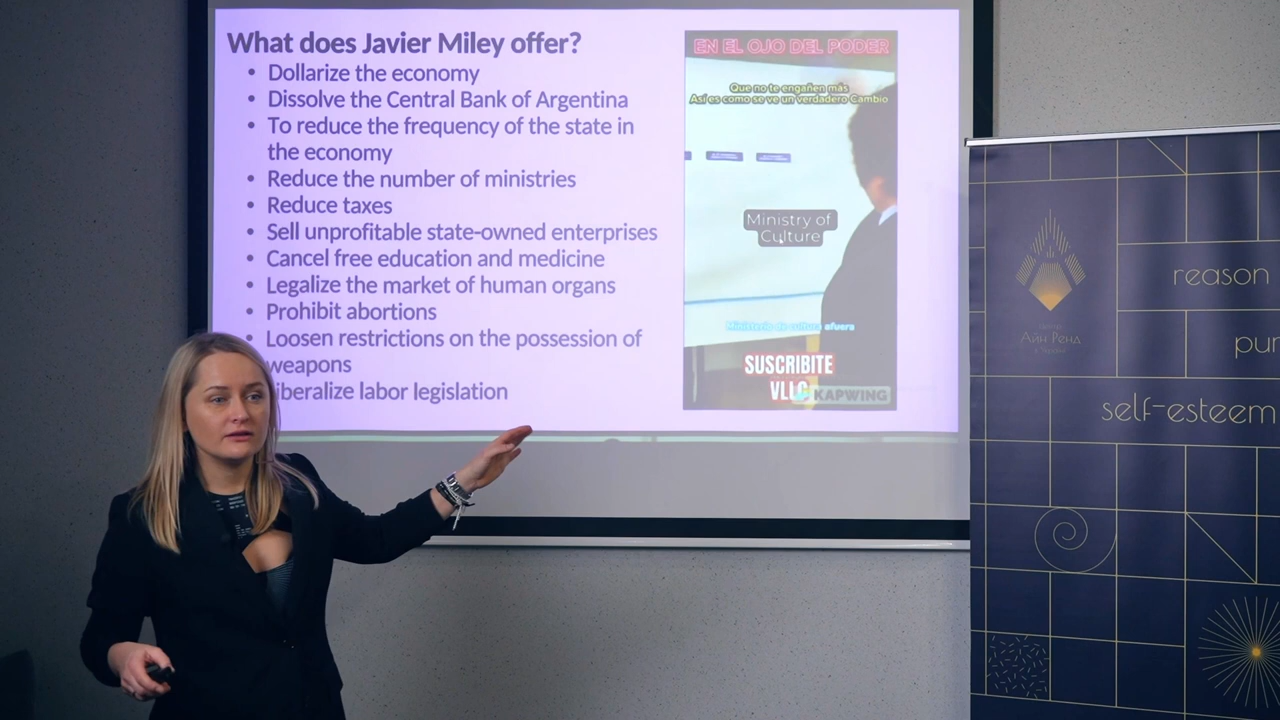 What does Javier Miley offer?
• Dollarize the economy
• Dissolve the Central Bank of Argentina
• To reduce the frequency of the state in
the economy
• Reduce the number of ministries
• Reduce taxes
• Sell unprofitable state-owned enterprises
• Cancel free education and medicine
• Legalize the market of human organs
• Prohibit abortions
• Loosen restrictions on the possession of
weapons
iberalize labor legislation
EN EL OJO DEL PODER
Que no te engañen más
Así es como se ve un verdadero Cambio
Ministry of
Culture
Ministerio de cultura afuera
SUSCRIBITE
VLLC
KAPWING
Айн Ренд
reason
pur
self-esteem